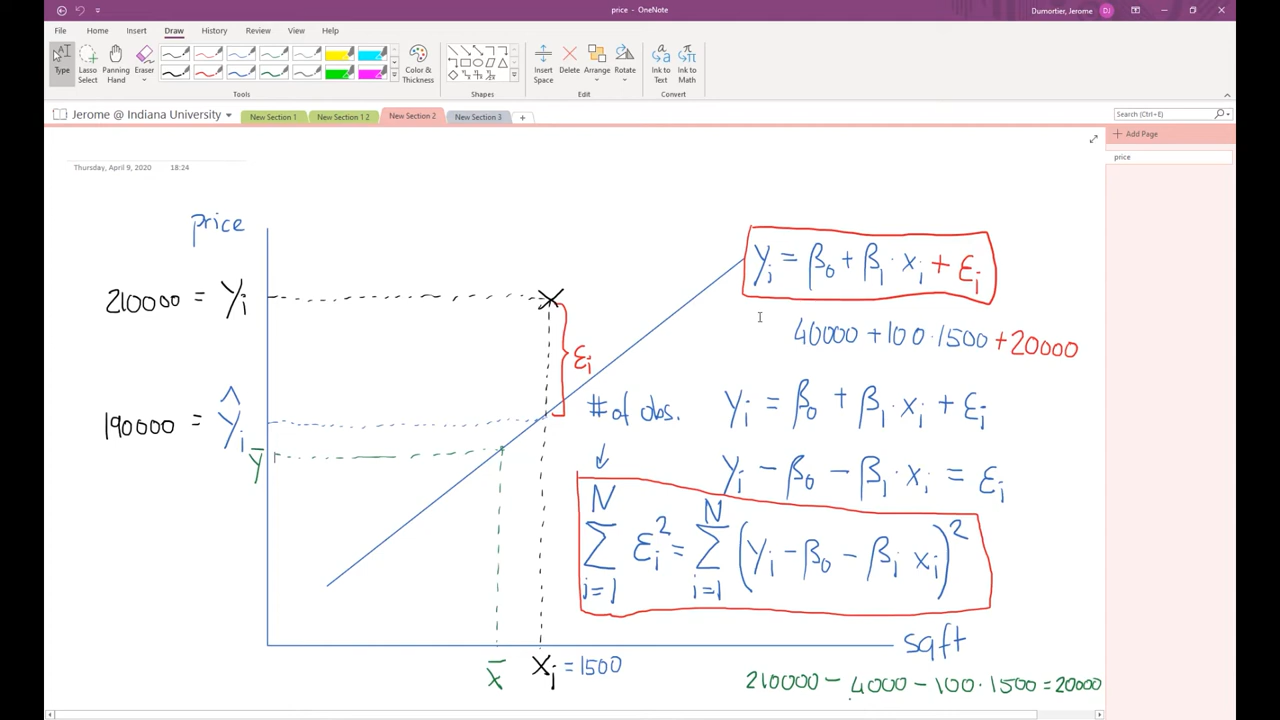 price - OneNote
Dumortier, Jerome DJ
File Home Insert Draw History Review View Help
Type
Lasso Select
Panning Hand
Eraser
Color & Thickness
Insert Space
Delete
Arrange
Rotate
Ink to Text
Ink to Math
Tools
Shapes
Edit
Convert
Jerome @ Indiana University
New Section 1
New Section 1 2
New Section 2
New Section 3
Search (Ctrl+E)
Add Page
price
Thursday, April 9, 2020 18:24
price
210000 = yi
X
εi
190000 = ŷi
ȳ
x̄
xi = 1500
sqft
yi = β0 + β1 · xi + εi
40000 + 100 · 1500 + 20000
# of obs.
yi = β0 + β1 · xi + εi
yi − β0 − β1 · xi = εi
N N
∑ εi² = ∑ (yi − β0 − β1 xi)²
i=1 i=1
210000 − 4000 − 100 · 1500 = 20000